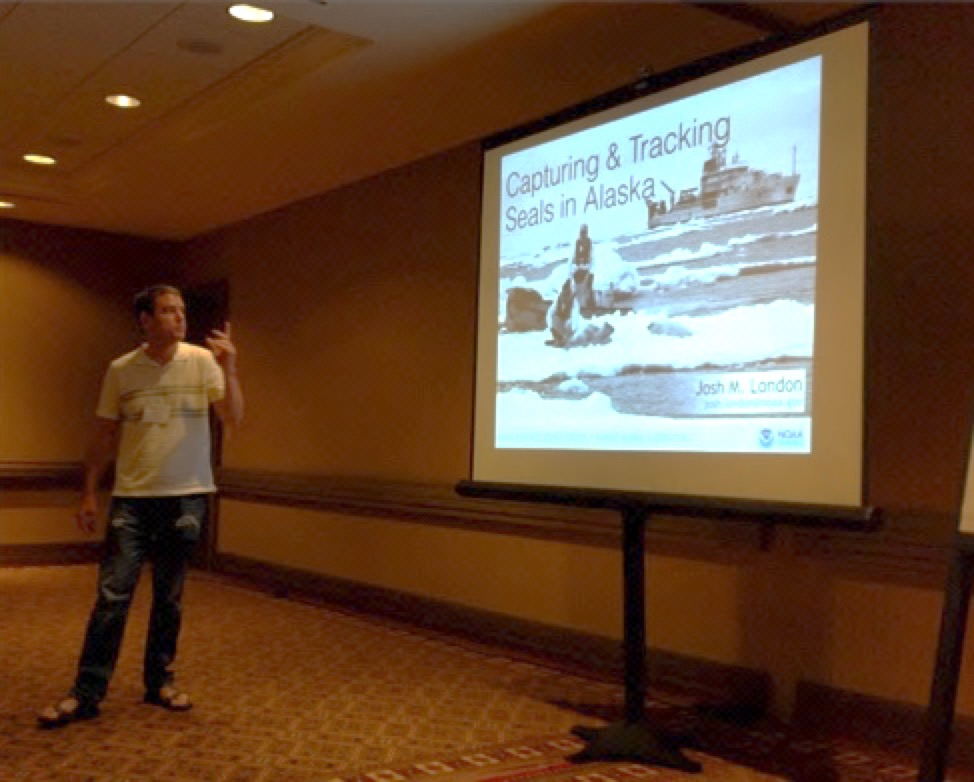 Capturing & Tracking
Seals in Alaska
Josh M. London
NOAA